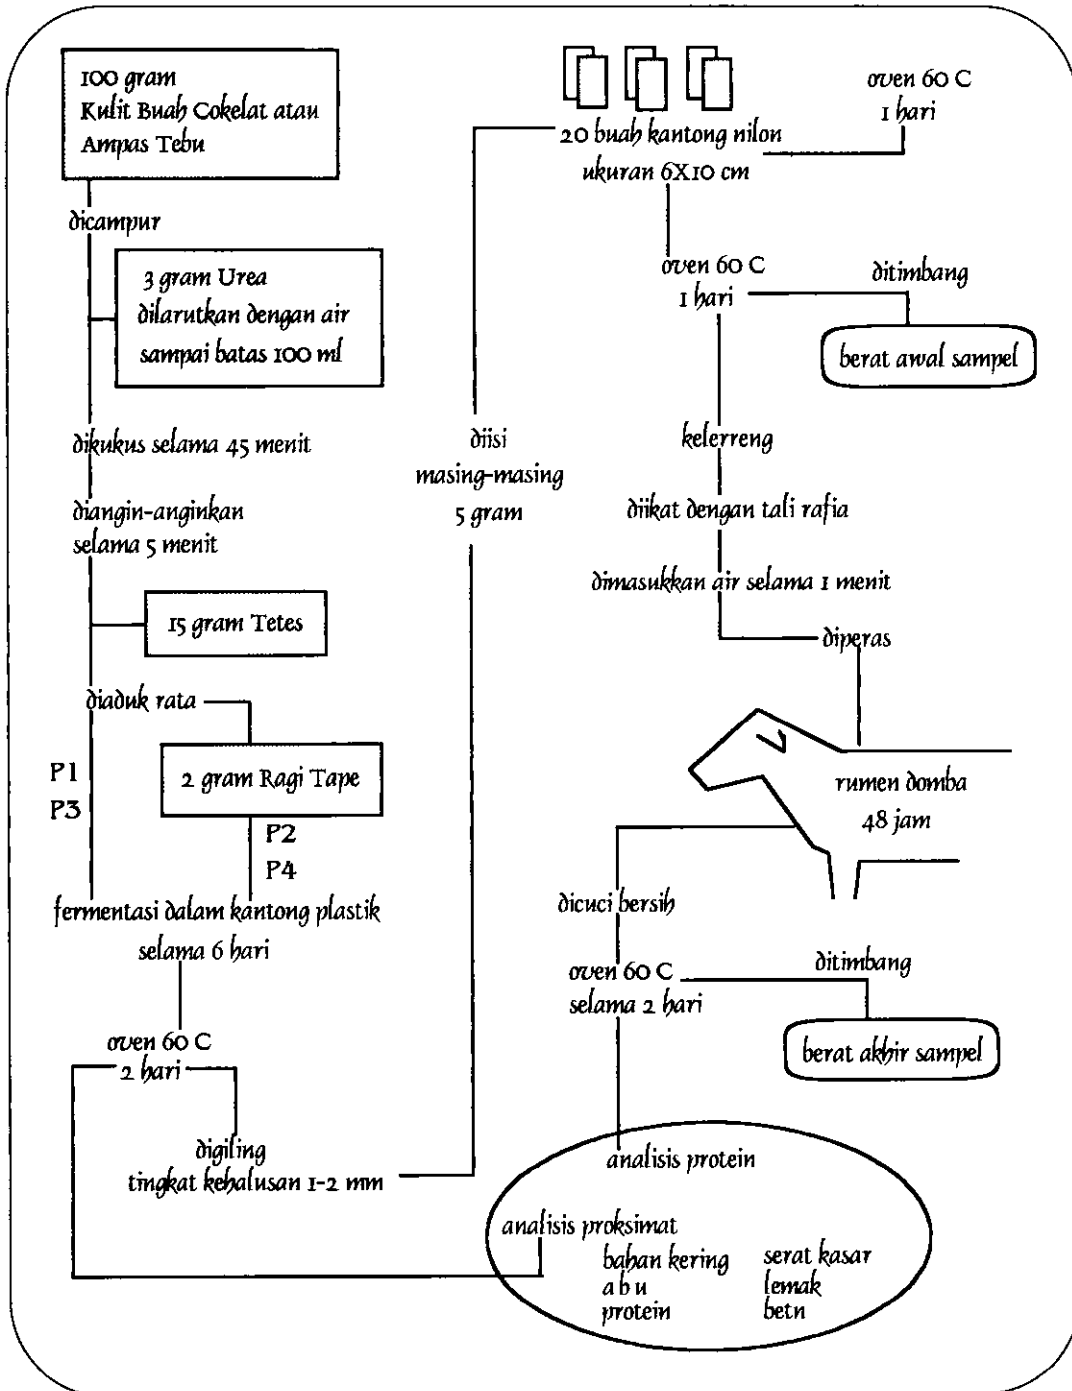 100 gram
Kulit Buah Cokelat atau
Ampas Tebu
dicampur
3 gram Urea
dilarutkan dengan air
sampai batas 100 ml
dikukus selama 45 menit
diangin-anginkan
selama 5 menit
15 gram Tetes
diaduk rata
2 gram Ragi Tape
P1
P3
P2
P4
fermentasi dalam kantong plastik
selama 6 hari
oven 60 C
2 hari
digiling
tingkat kehalusan 1-2 mm
diisi
masing-masing
5 gram
20 buah kantong nilon
ukuran 6X10 cm
oven 60 C
1 hari
oven 60 C
1 hari
ditimbang
berat awal sampel
kelerreng
diikat dengan tali rafia
dimasukkan air selama 1 menit
diperas
rumen domba
48 jam
dicuci bersih
oven 60 C
selama 2 hari
ditimbang
berat akhir sampel
analisis protein
analisis proksimat
bahan kering
abu
protein
serat kasar
lemak
betn